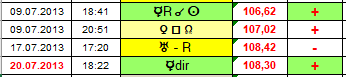 09.07.2013 18:41 ☿R ☌ ☉ 106,62 +
09.07.2013 20:51 ♀ □ ☊ 107,02 +
17.07.2013 17:20 ♅ - R 108,42 -
20.07.2013 18:22 ☿dir 108,30 +